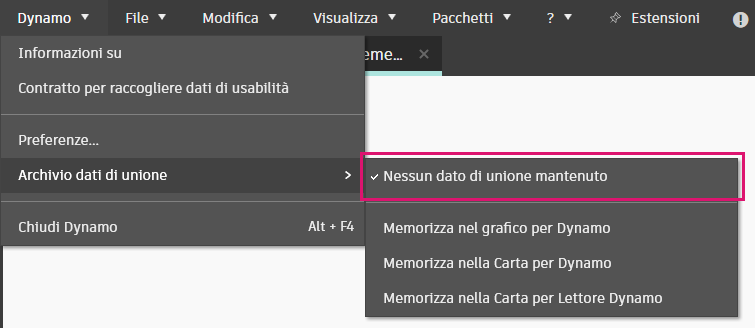 Dynamo File Modifica Visualizza Pacchetti ? Estensioni
Informazioni su eme...
Contratto per raccogliere dati di usabilità
Preferenze...
Archivio dati di unione
Nessun dato di unione mantenuto
Chiudi Dynamo Alt + F4
Memorizza nel grafico per Dynamo
Memorizza nella Carta per Dynamo
Memorizza nella Carta per Lettore Dynamo